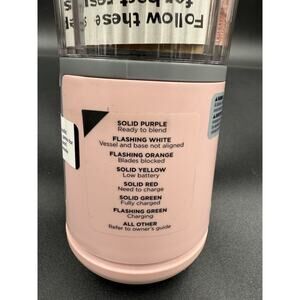 Follow these
for best
SOLID PURPLE
Ready to blend
FLASHING WHITE
Vessel and base not aligned
FLASHING ORANGE
Blades blocked
SOLID YELLOW
Low battery
SOLID RED
Need to charge
SOLID GREEN
Fully charged
FLASHING GREEN
Charging
ALL OTHER
Refer to owner's guide